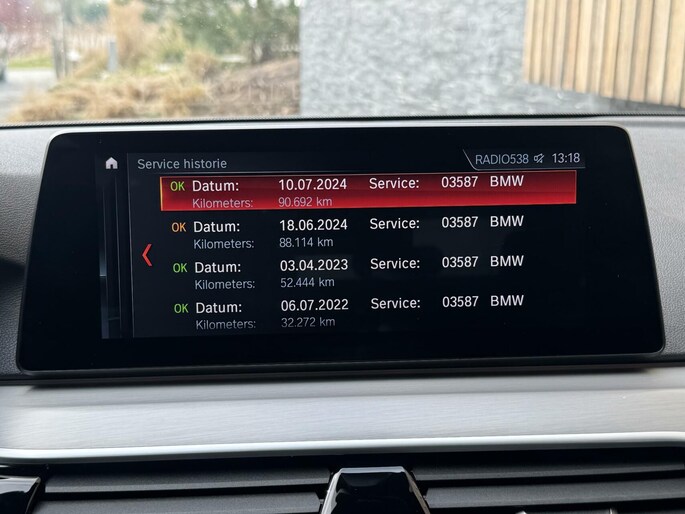 Service historie RADIO538 13:18
OK Datum: 10.07.2024 Service: 03587 BMW
Kilometers: 90.692 km
OK Datum: 18.06.2024 Service: 03587 BMW
Kilometers: 88.114 km
OK Datum: 03.04.2023 Service: 03587 BMW
Kilometers: 52.444 km
OK Datum: 06.07.2022 Service: 03587 BMW
Kilometers: 32.272 km